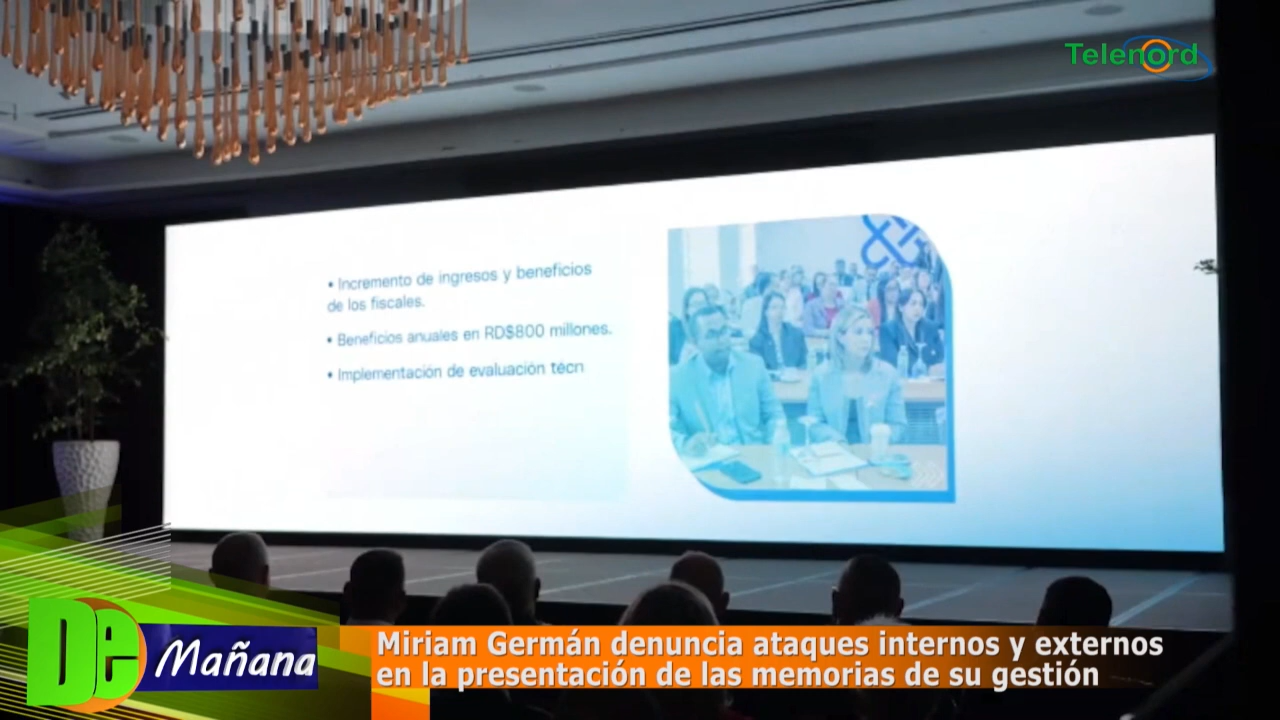 Telenord
• Incremento de ingresos y beneficios
de los fiscales.
• Beneficios anuales en RD$800 millones.
• Implementación de evaluación técn
De Mañana
Miriam Germán denuncia ataques internos y externos
en la presentación de las memorias de su gestión